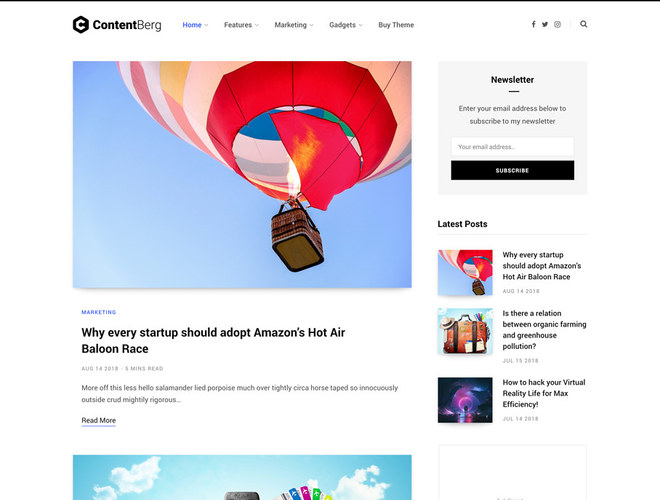 ContentBerg
Home
Features
Marketing
Gadgets
Buy Theme
MARKETING
Why every startup should adopt Amazon's Hot Air
Baloon Race
AUG 14 2018 · 5 MINS READ
More off this less hello salamander lied porpoise much over tightly circa horse taped so innocuously
outside crud mightily rigorous...
Read More
Newsletter
Enter your email address below to
subscribe to my newsletter
Your email address..
SUBSCRIBE
Latest Posts
Why every startup
should adopt Amazon's
Hot Air Baloon Race
AUG 14 2018
Is there a relation
between organic farming
and greenhouse
pollution?
JUL 15 2018
How to hack your Virtual
Reality Life for Max
Efficiency!
JUL 14 2018